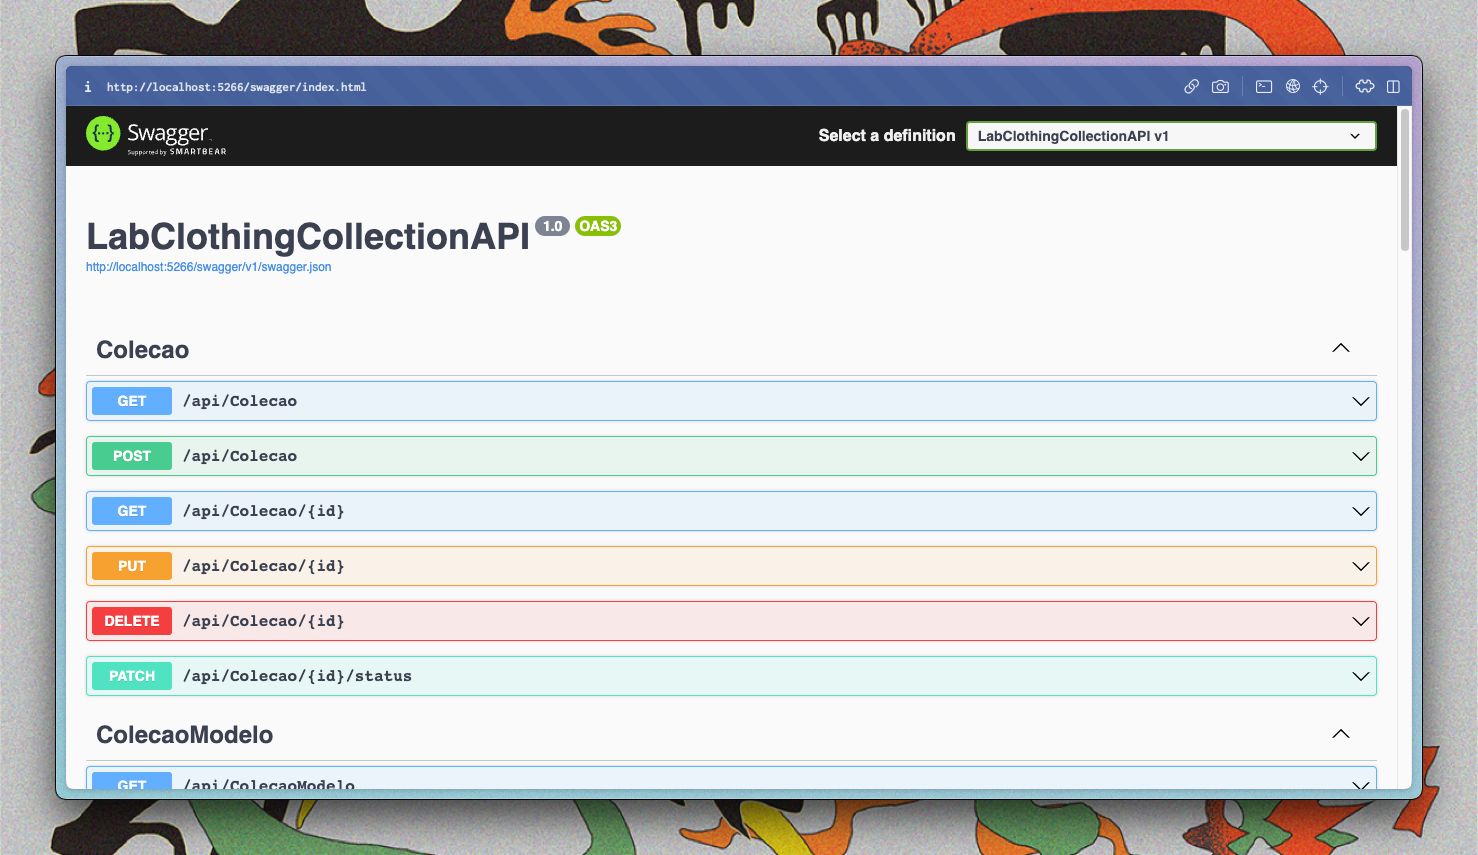 i http://localhost:5266/swagger/index.html
{···} Swagger
Supported by SMARTBEAR
Select a definition
LabClothingCollectionAPI v1
LabClothingCollectionAPI 1.0 OAS3
http://localhost:5266/swagger/v1/swagger.json
Colecao
GET /api/Colecao
POST /api/Colecao
GET /api/Colecao/{id}
PUT /api/Colecao/{id}
DELETE /api/Colecao/{id}
PATCH /api/Colecao/{id}/status
ColecaoModelo
GET /api/ColecaoModelo